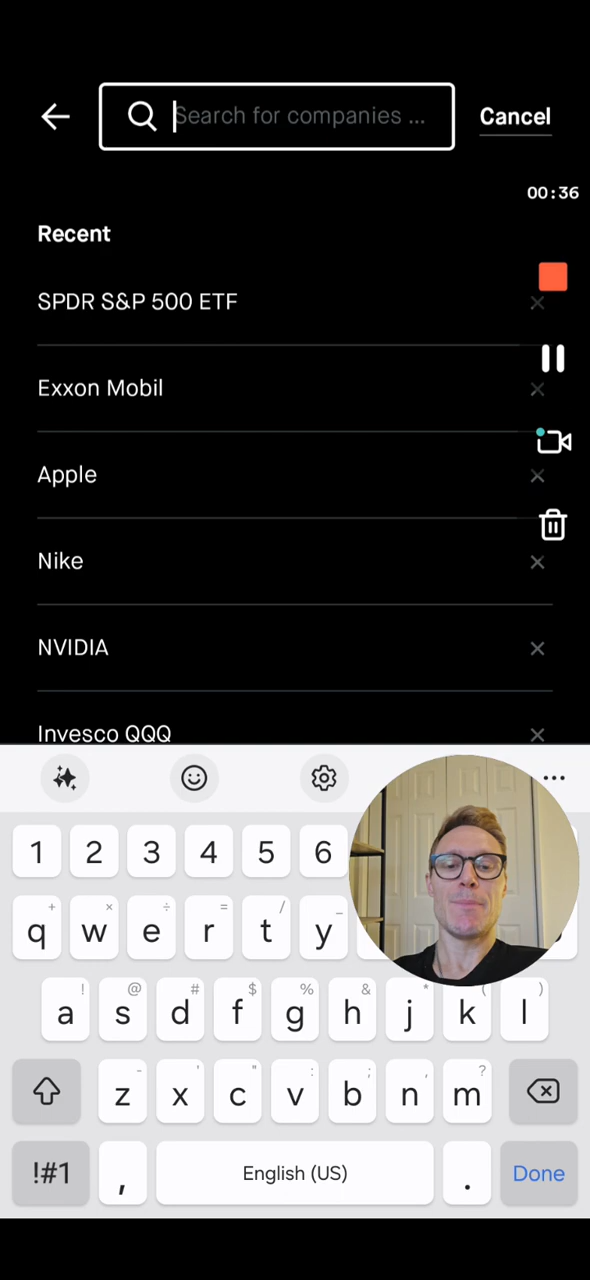 Search for companies ...
Cancel
00:36
Recent
SPDR S&P 500 ETF
Exxon Mobil
Apple
Nike
NVIDIA
Invesco QQQ
1 2 3 4 5 6
+ × ÷ = / _
q w e r t y
! @ # $ % & * ( )
a s d f g h j k l
- ' " : ; , ?
z x c v b n m
!#1 , English (US) . Done